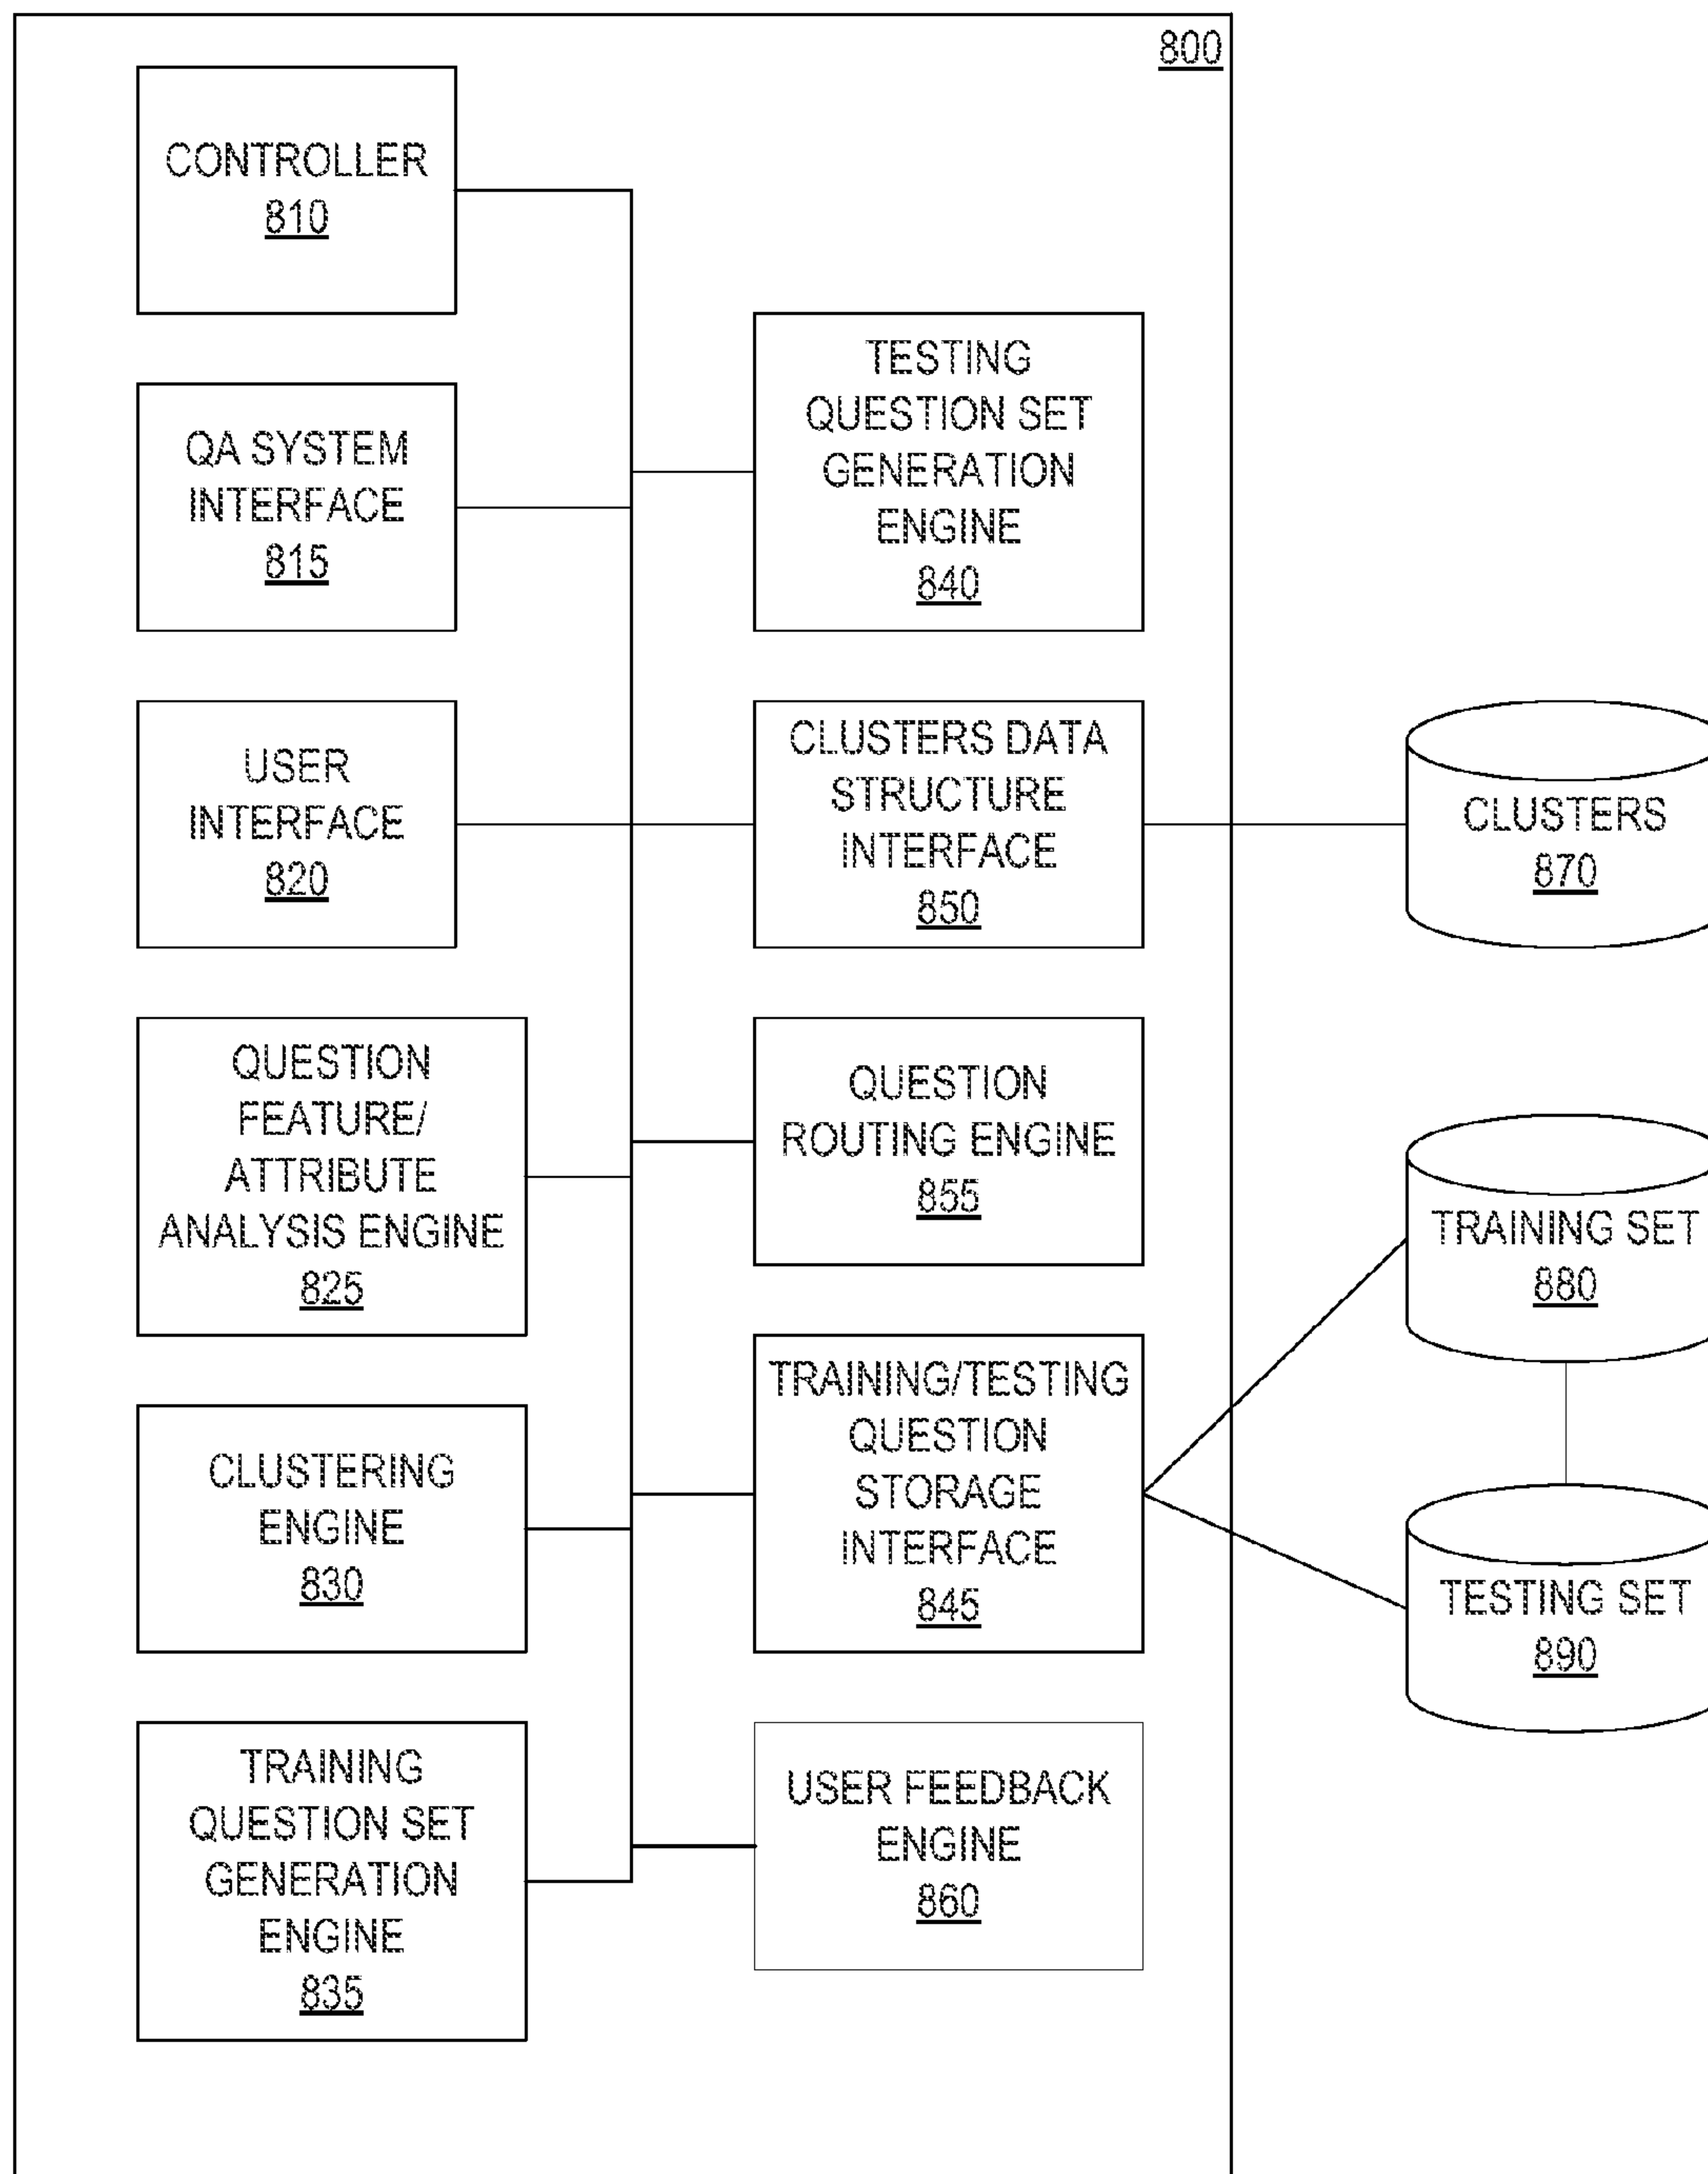 800
CONTROLLER
810
QA SYSTEM
INTERFACE
815
USER
INTERFACE
820
QUESTION
FEATURE/
ATTRIBUTE
ANALYSIS ENGINE
825
CLUSTERING
ENGINE
830
TRAINING
QUESTION SET
GENERATION
ENGINE
835
TESTING
QUESTION SET
GENERATION
ENGINE
840
CLUSTERS DATA
STRUCTURE
INTERFACE
850
QUESTION
ROUTING ENGINE
855
TRAINING/TESTING
QUESTION
STORAGE
INTERFACE
845
USER FEEDBACK
ENGINE
860
CLUSTERS
870
TRAINING SET
880
TESTING SET
890